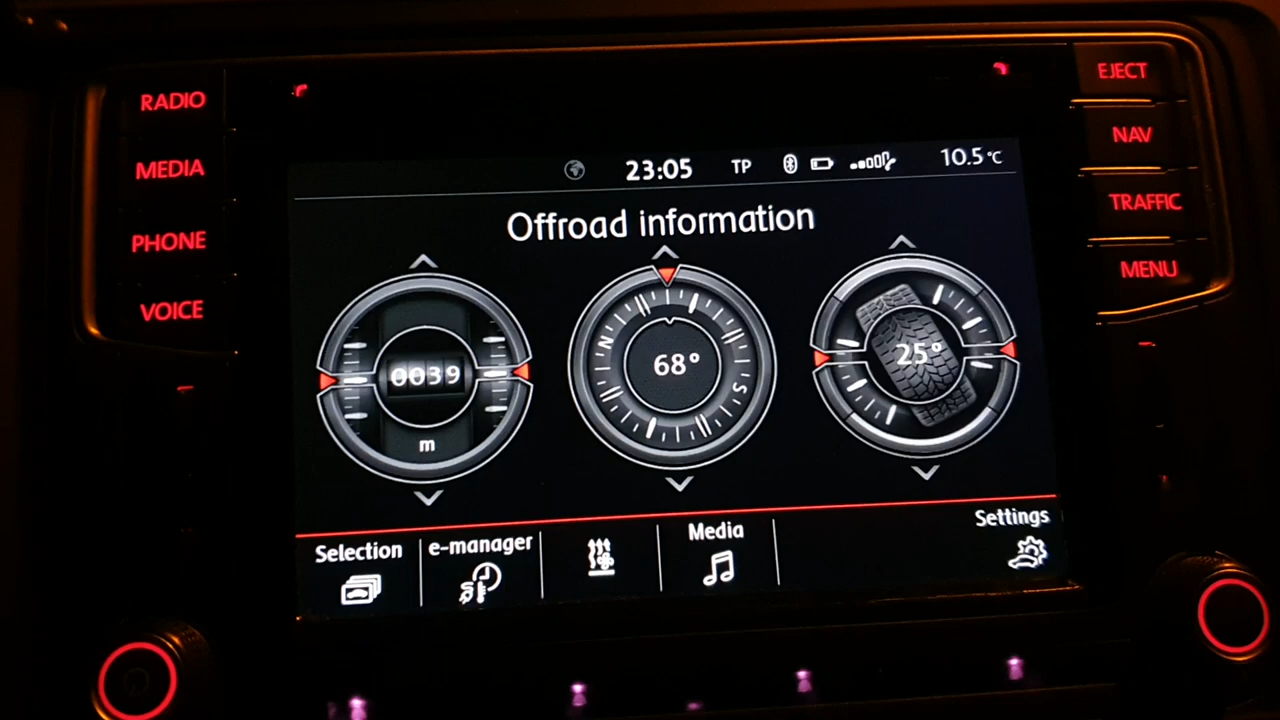 RADIO
MEDIA
PHONE
VOICE
EJECT
NAV
TRAFFIC
MENU
23:05 TP 10.5°C
Offroad information
0039
m
N
S
68°
25°
Selection
e-manager
Media
Settings